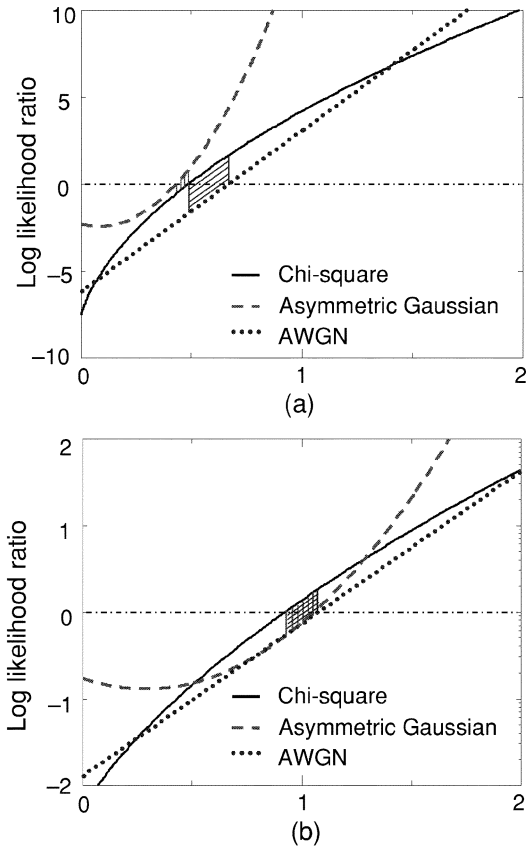 10
5
0
−5
−10
Log likelihood ratio
Chi-square
Asymmetric Gaussian
AWGN
0
1
2
(a)
2
1
0
−1
−2
Log likelihood ratio
Chi-square
Asymmetric Gaussian
AWGN
0
1
2
(b)